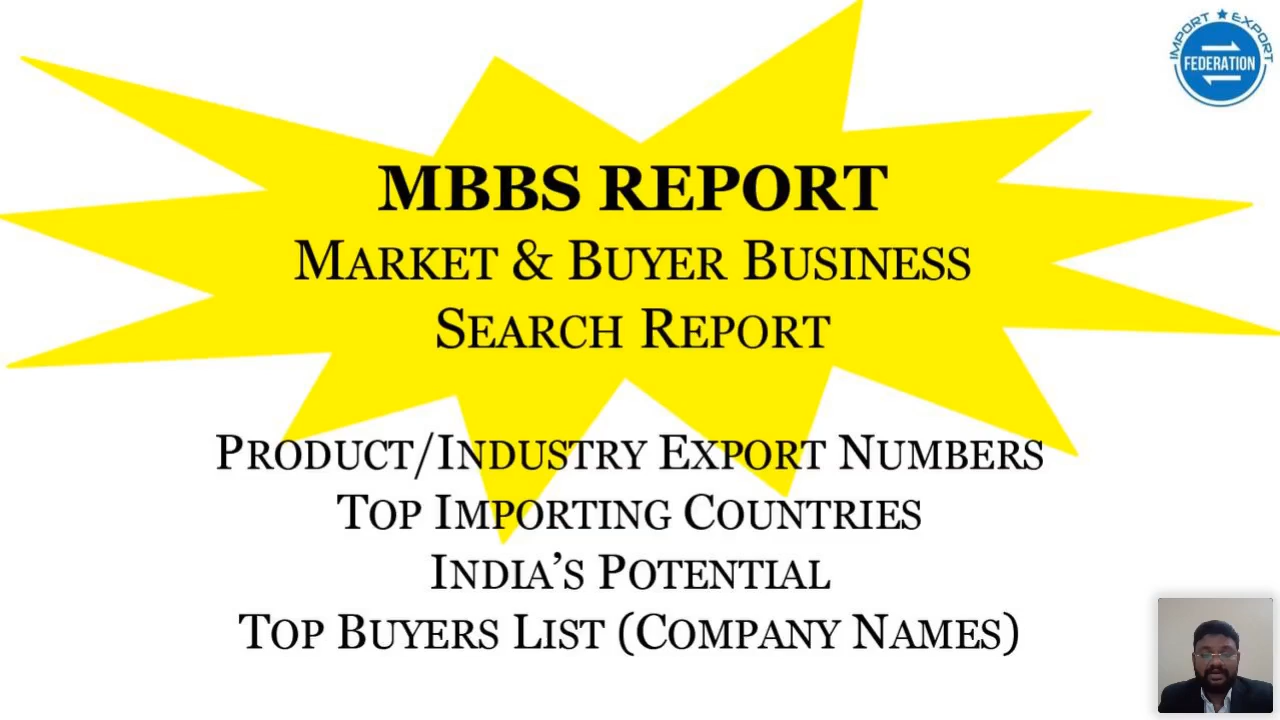 IMPORT ★ EXPORT
FEDERATION
MBBS REPORT
MARKET & BUYER BUSINESS
SEARCH REPORT
PRODUCT/INDUSTRY EXPORT NUMBERS
TOP IMPORTING COUNTRIES
INDIA’S POTENTIAL
TOP BUYERS LIST (COMPANY NAMES)